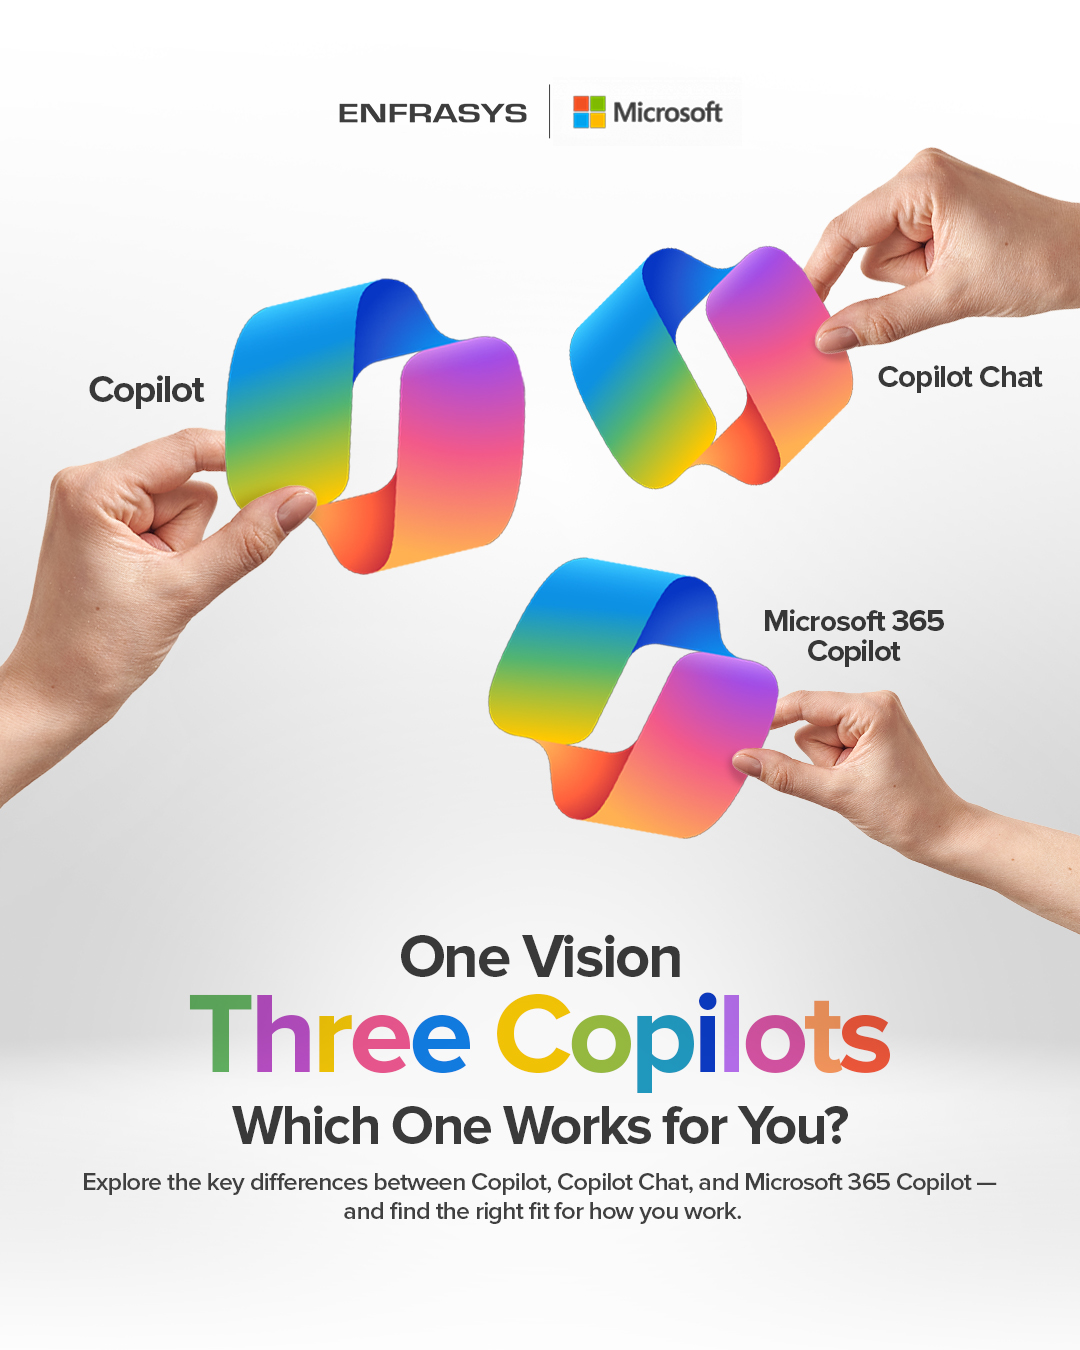 ENFRASYS
Microsoft
Copilot
Copilot Chat
Microsoft 365
Copilot
One Vision
Three Copilots
Which One Works for You?
Explore the key differences between Copilot, Copilot Chat, and Microsoft 365 Copilot —
and find the right fit for how you work.